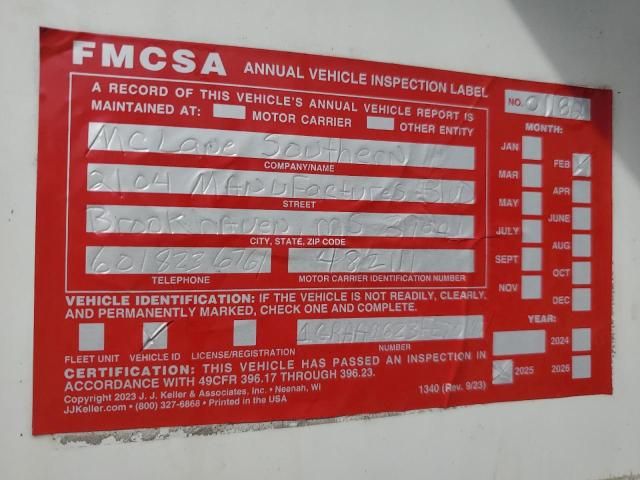 FMCSA ANNUAL VEHICLE INSPECTION LABEL
NO.
A RECORD OF THIS VEHICLE'S ANNUAL VEHICLE REPORT IS
MAINTAINED AT: MOTOR CARRIER OTHER ENTITY
McLane Southern
COMPANY/NAME
2104 Manufacturers Blvd
STREET
Brookhaven MS 39601
CITY, STATE, ZIP CODE
6018236761 482111
TELEPHONE MOTOR CARRIER IDENTIFICATION NUMBER
VEHICLE IDENTIFICATION: IF THE VEHICLE IS NOT READILY, CLEARLY,
AND PERMANENTLY MARKED, CHECK ONE AND COMPLETE.
FLEET UNIT VEHICLE ID LICENSE/REGISTRATION NUMBER
CERTIFICATION: THIS VEHICLE HAS PASSED AN INSPECTION IN
ACCORDANCE WITH 49CFR 396.17 THROUGH 396.23.
Copyright 2023 J. J. Keller & Associates, Inc. • Neenah, WI
JJKeller.com • (800) 327-6868 • Printed in the USA
1340 (Rev. 9/23)
MONTH:
JAN
FEB
MAR
APR
MAY
JUNE
JULY
AUG
SEPT
OCT
NOV
DEC
YEAR:
2024
2025
2026